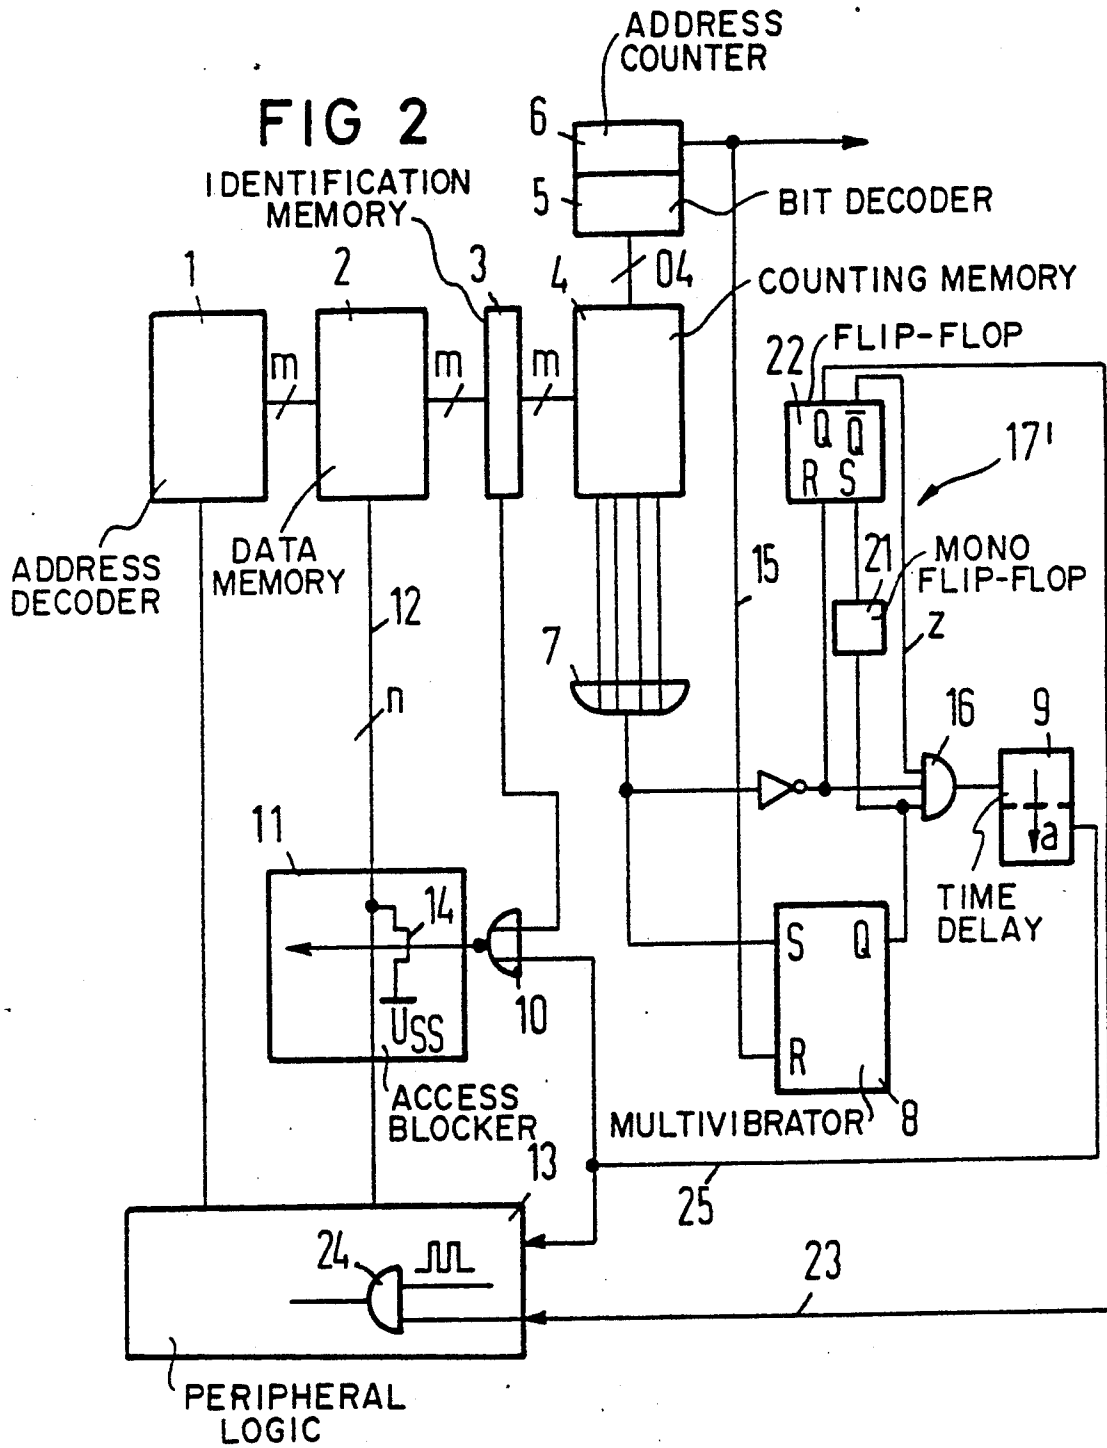 ADDRESS
COUNTER
FIG 2
6
IDENTIFICATION
MEMORY
5
BIT DECODER
1
2
3
4
04
COUNTING MEMORY
FLIP-FLOP
22
m
m
m
Q Q̅
R S
17'
ADDRESS
DECODER
DATA
MEMORY
15
21
MONO
FLIP-FLOP
12
7
z
n
16
9
a
11
14
TIME
DELAY
S Q
10
USS
R
ACCESS
BLOCKER
MULTIVIBRATOR
8
13
25
24
23
PERIPHERAL
LOGIC